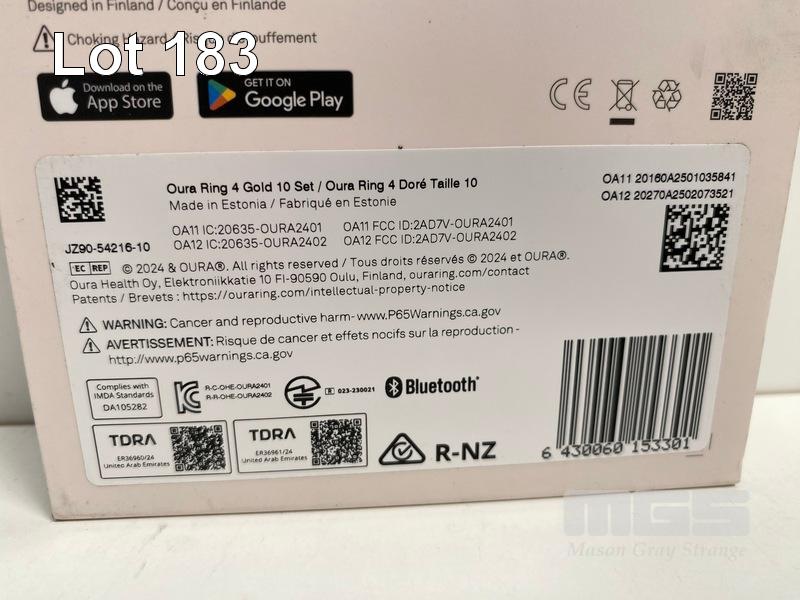 Designed in Finland / Conçu en Finlande
Choking Hazard / Risque de
Lot 183
Download on the
App Store
GET IT ON
Google Play
CE
Oura Ring 4 Gold 10 Set / Oura Ring 4 Doré Taille 10
Made in Estonia / Fabriqué en Estonie
OA11 20160A2501035841
OA12 20270A2502073521
JZ90-54216-10
OA11 IC:20635-OURA2401 OA11 FCC ID:2AD7V-OURA2401
OA12 IC:20635-OURA2402 OA12 FCC ID:2AD7V-OURA2402
EC REP © 2024 & OURA®. All rights reserved / Tous droits réservés © 2024 et OURA®.
Oura Health Oy, Elektroniikkatie 10 FI-90590 Oulu, Finland, ouraring.com/contact
Patents / Brevets : https://ouraring.com/intellectual-property-notice
WARNING: Cancer and reproductive harm- www.P65Warnings.ca.gov
AVERTISSEMENT: Risque de cancer et effets nocifs sur la reproduction -
http://www.p65warnings.ca.gov
Complies with
IMDA Standards
DA105282
R-C-OHE-OURA2401
R-R-OHE-OURA2402
R 023-230021
Bluetooth®
TDRA
ER36960/24
United Arab Emirates
TDRA
ER36961/24
United Arab Emirates
R-NZ
6 430060 153301
MGS
Mason Gray Strange